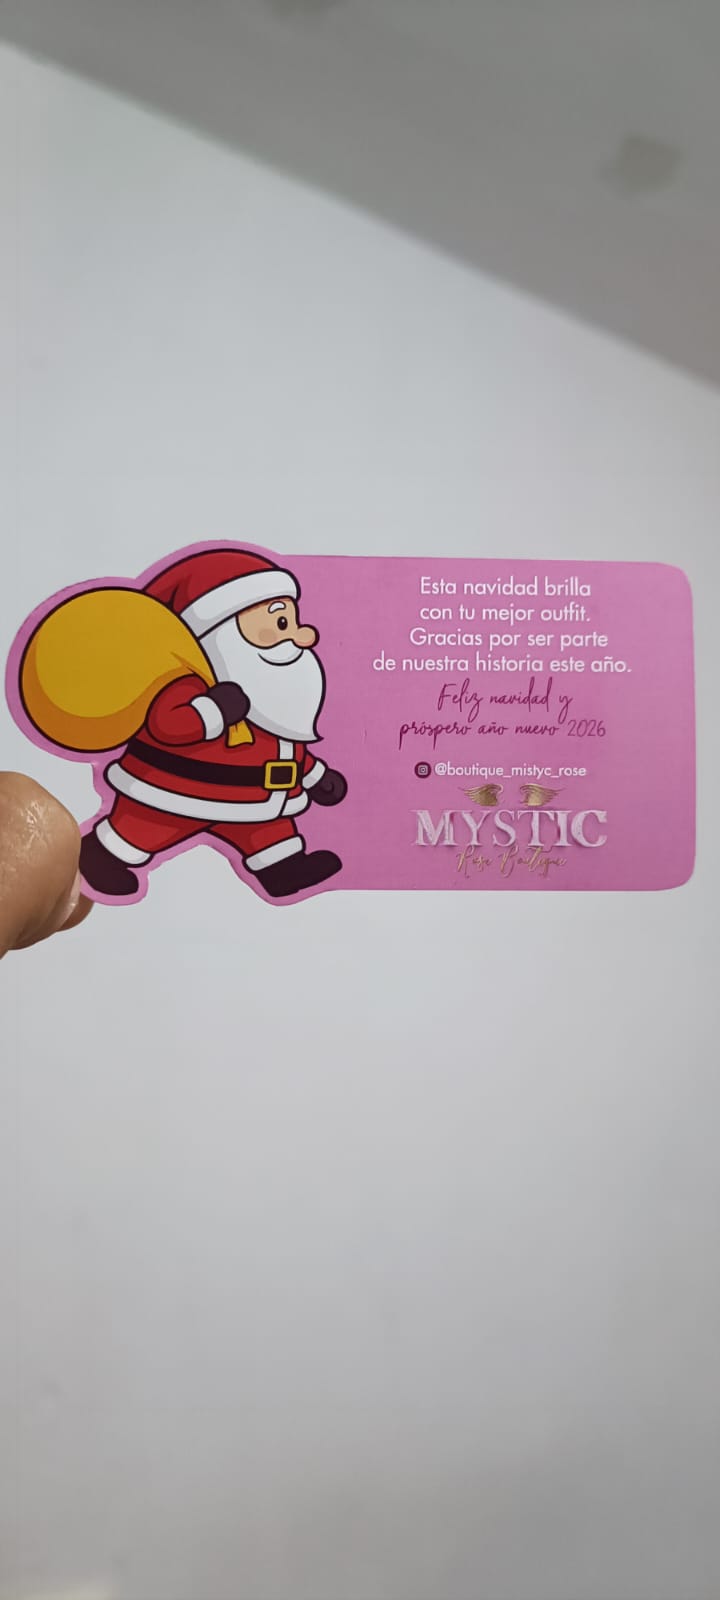 Esta navidad brilla
con tu mejor outfit.
Gracias por ser parte
de nuestra historia este año.
Feliz navidad y
próspero año nuevo 2026
@boutique_mistyc_rose
MYSTIC
Rose Boutique